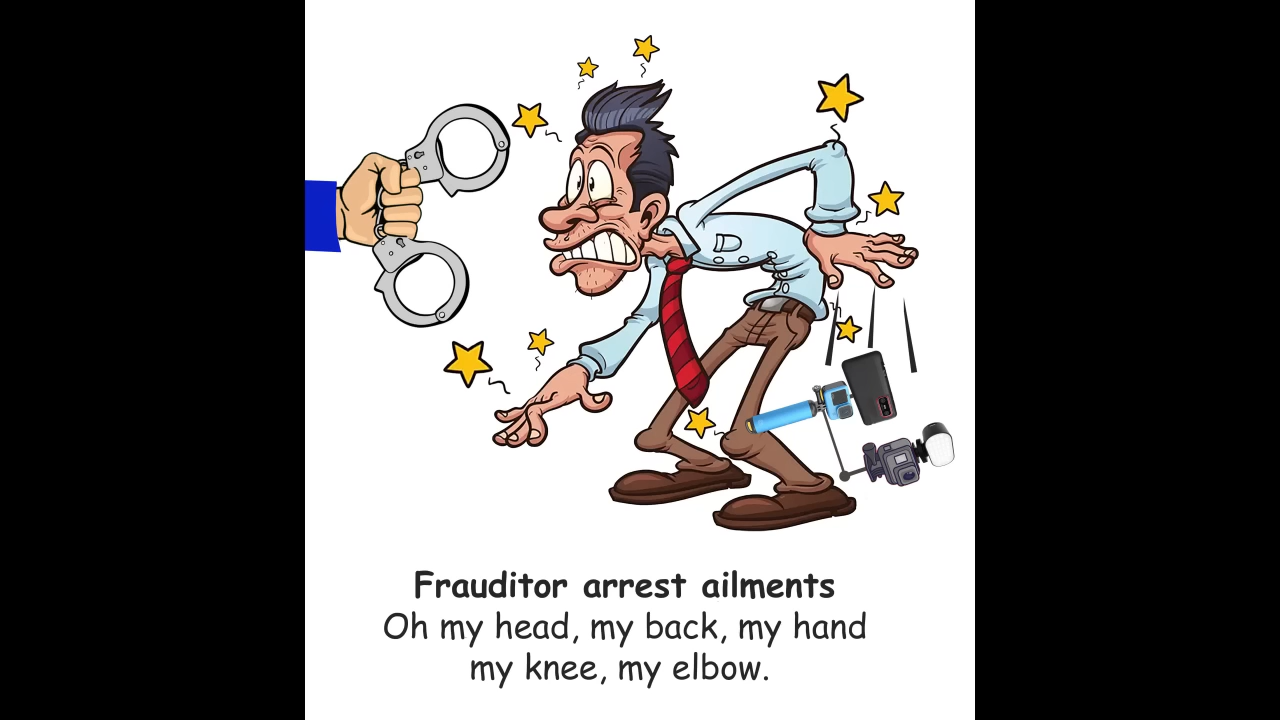 Frauditor arrest ailments
Oh my head, my back, my hand
my knee, my elbow.